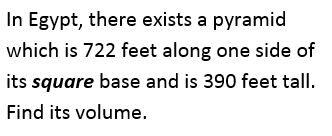 In Egypt, there exists a pyramid
which is 722 feet along one side of
its square base and is 390 feet tall.
Find its volume.